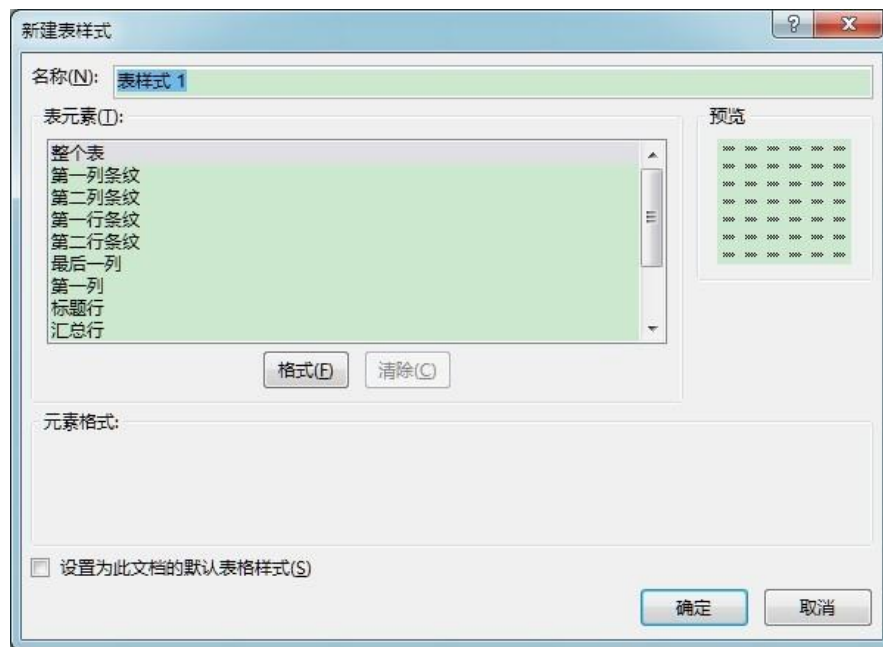 新建表样式
名称(N):
表样式 1
表元素(T):
整个表
第一列条纹
第二列条纹
第一行条纹
第二行条纹
最后一列
第一列
标题行
汇总行
预览
格式(F)
清除(C)
元素格式:
设置为此文档的默认表格样式(S)
确定
取消